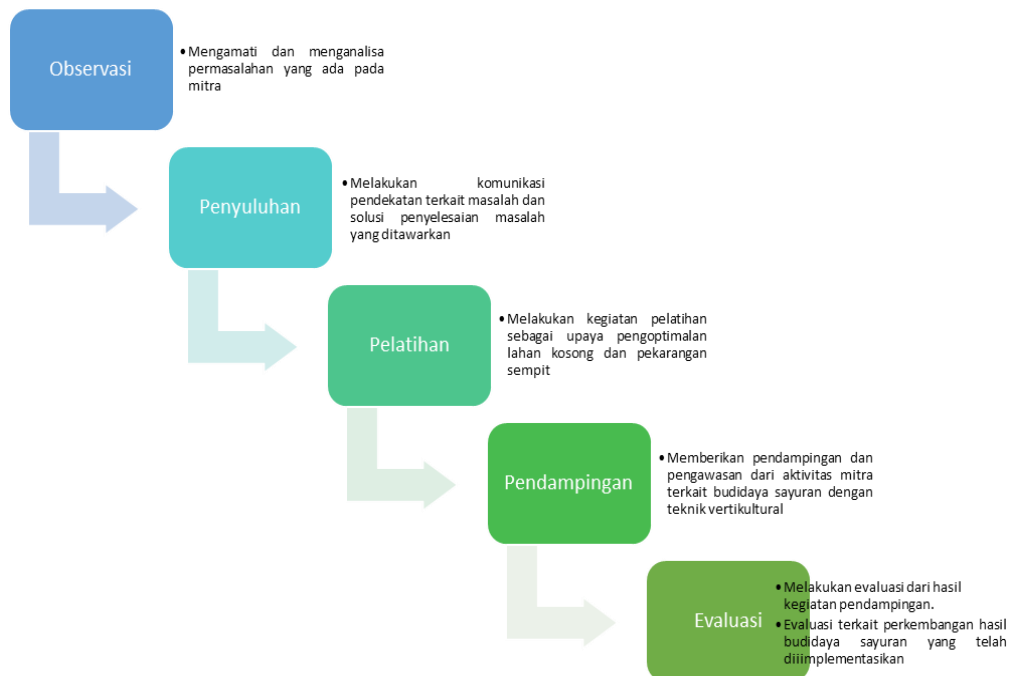 Observasi
• Mengamati dan menganalisa
permasalahan yang ada pada
mitra
Penyuluhan
• Melakukan komunikasi
pendekatan terkait masalah dan
solusi penyelesaian masalah
yang ditawarkan
Pelatihan
• Melakukan kegiatan pelatihan
sebagai upaya pengoptimalan
lahan kosong dan pekarangan
sempit
Pendampingan
• Memberikan pendampingan dan
pengawasan dari aktivitas mitra
terkait budidaya sayuran dengan
teknik vertikultural
Evaluasi
• Melakukan evaluasi dari hasil
kegiatan pendampingan.
• Evaluasi terkait perkembangan hasil
budidaya sayuran yang telah
diiimplementasikan